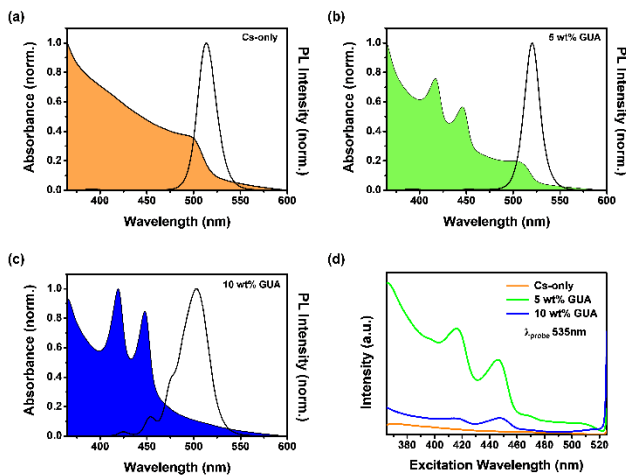 (a)
Cs-only
Absorbance (norm.)
PL Intensity (norm.)
1.0
0.8
0.6
0.4
0.2
0.0
400 450 500 550 600
Wavelength (nm)
(b)
5 wt% GUA
Absorbance (norm.)
PL Intensity (norm.)
1.0
0.8
0.6
0.4
0.2
0.0
400 450 500 550 600
Wavelength (nm)
(c)
10 wt% GUA
Absorbance (norm.)
PL Intensity (norm.)
1.0
0.8
0.6
0.4
0.2
0.0
400 450 500 550 600
Wavelength (nm)
(d)
Cs-only
5 wt% GUA
10 wt% GUA
λprobe 535nm
Intensity (a.u.)
380 400 420 440 460 480 500 520
Excitation Wavelength (nm)